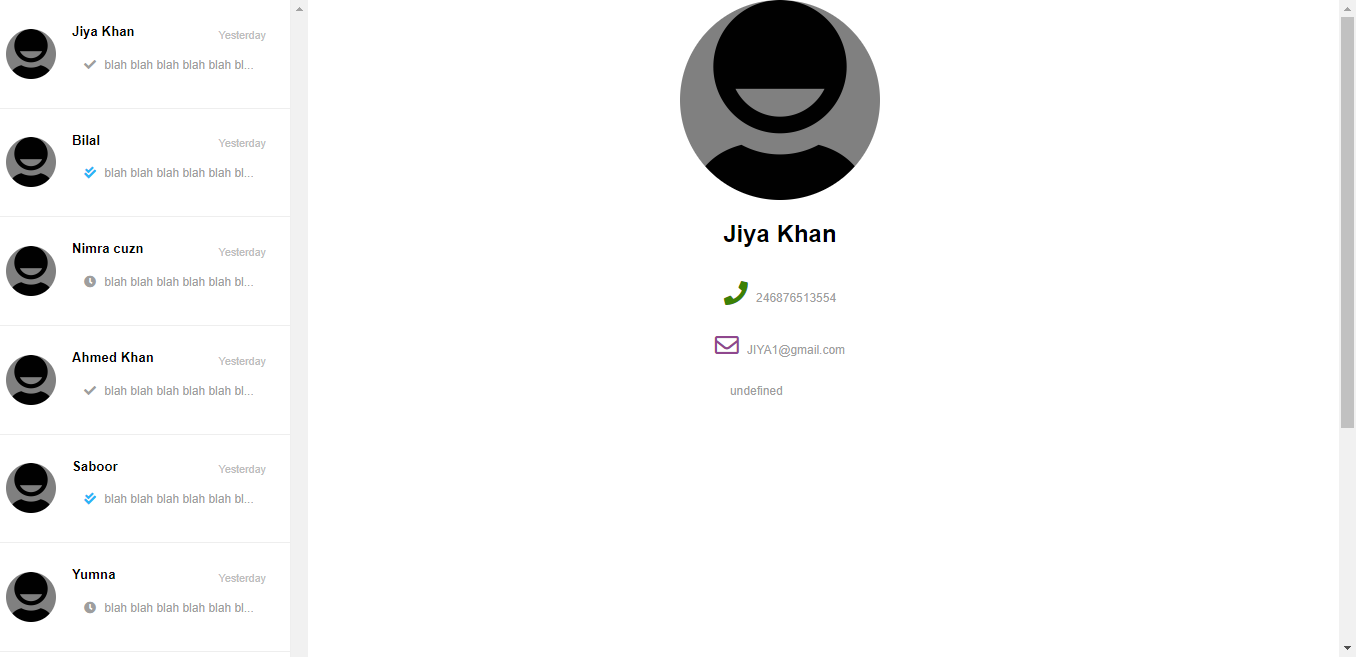 Jiya Khan
Yesterday
blah blah blah blah blah bl...
Bilal
Yesterday
blah blah blah blah blah bl...
Nimra cuzn
Yesterday
blah blah blah blah blah bl...
Ahmed Khan
Yesterday
blah blah blah blah blah bl...
Saboor
Yesterday
blah blah blah blah blah bl...
Yumna
Yesterday
blah blah blah blah blah bl...
Jiya Khan
246876513554
JIYA1@gmail.com
undefined